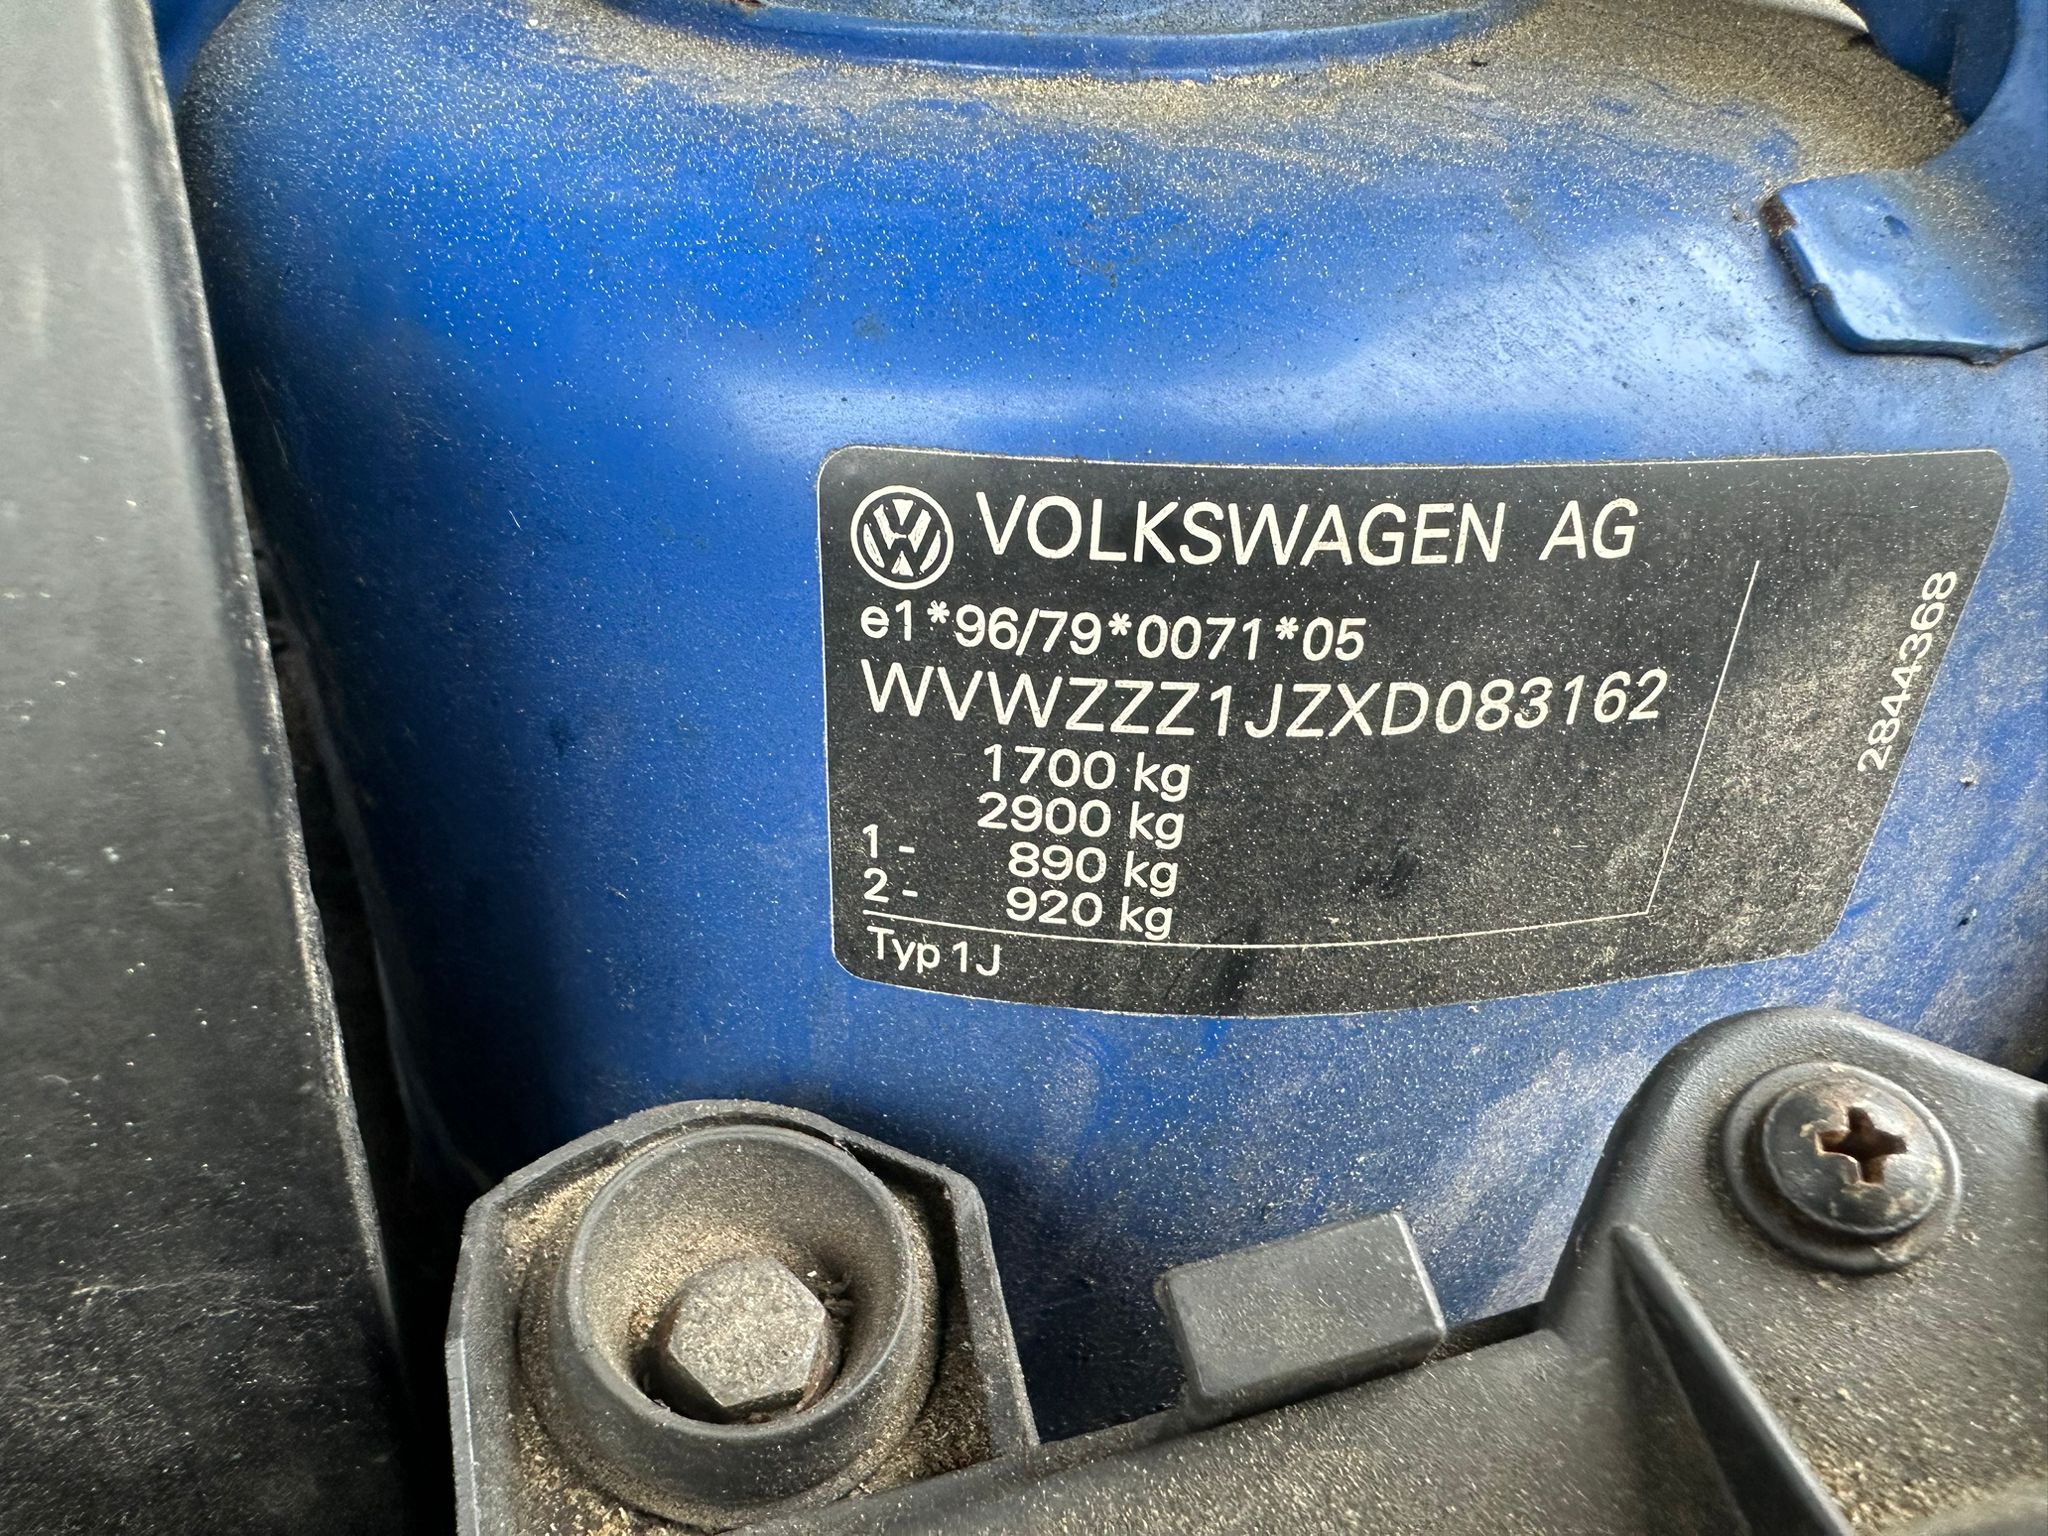 VOLKSWAGEN AG
e1*96/79*0071*05
WVWZZZ1JZXD083162
1700 kg
2900 kg
1- 890 kg
2- 920 kg
Typ 1J
2844368